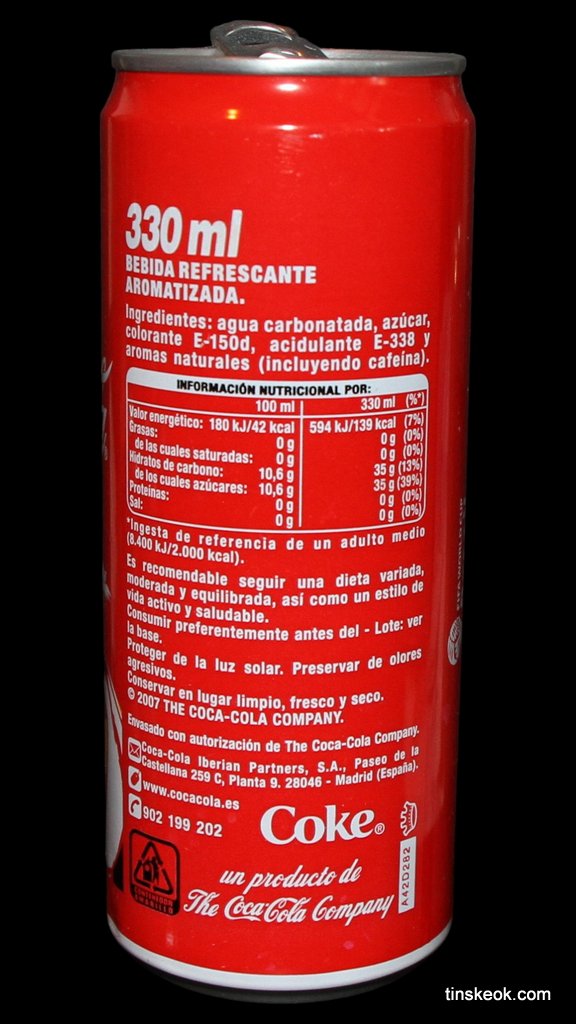 330 ml
BEBIDA REFRESCANTE
AROMATIZADA.
Ingredientes: agua carbonatada, azúcar,
colorante E-150d, acidulante E-338 y
aromas naturales (incluyendo cafeína).
INFORMACIÓN NUTRICIONAL POR:
100 ml 330 ml (%*)
Valor energético: 180 kJ/42 kcal 594 kJ/139 kcal (7%)
Grasas: 0 g 0 g (0%)
de las cuales saturadas: 0 g 0 g (0%)
Hidratos de carbono: 10,6 g 35 g (13%)
de los cuales azúcares: 10,6 g 35 g (39%)
Proteínas: 0 g 0 g (0%)
Sal: 0 g 0 g (0%)
*Ingesta de referencia de un adulto medio
(8.400 kJ/2.000 kcal).
Es recomendable seguir una dieta variada,
moderada y equilibrada, así como un estilo de
vida activo y saludable.
Consumir preferentemente antes del - Lote: ver
la base.
Proteger de la luz solar. Preservar de olores
agresivos.
Conservar en lugar limpio, fresco y seco.
© 2007 THE COCA-COLA COMPANY.
Envasado con autorización de The Coca-Cola Company.
Coca-Cola Iberian Partners, S.A., Paseo de la
Castellana 259 C, Planta 9. 28046 - Madrid (España).
www.cocacola.es
902 199 202
Coke®
un producto de
The Coca-Cola Company
A42D282
CONTENEDOR
AMARILLO
FIFA WORLD CUP
tinskeok.com